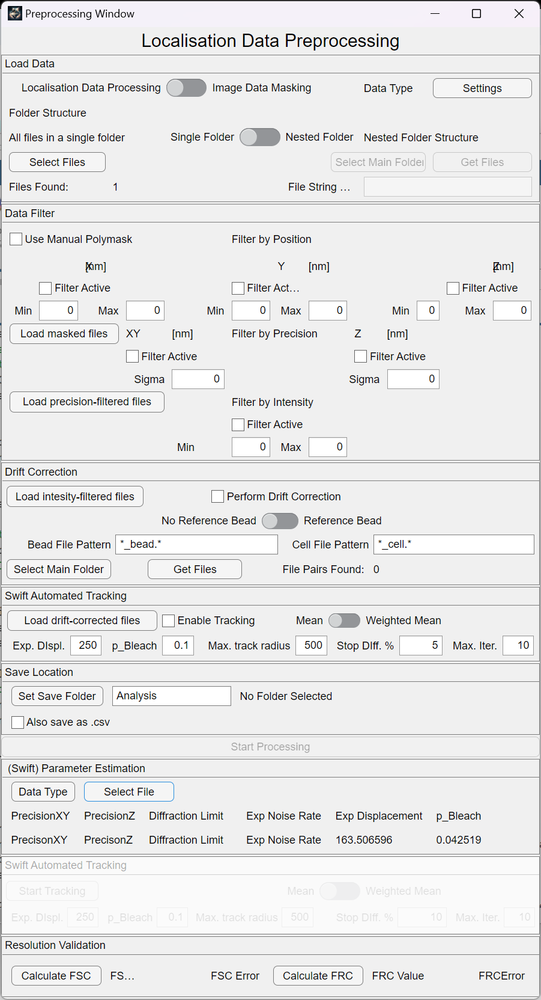 Preprocessing Window
Localisation Data Preprocessing
Load Data
Localisation Data Processing Image Data Masking Data Type Settings
Folder Structure
All files in a single folder Single Folder Nested Folder Nested Folder Structure
Select Files Select Main Folder Get Files
Files Found: 1 File String ...
Data Filter
Use Manual Polymask Filter by Position
X [nm] Y [nm] Z [nm]
Filter Active Filter Act... Filter Active
Min 0 Max 0 Min 0 Max 0 Min 0 Max 0
Load masked files XY [nm] Filter by Precision Z [nm]
Filter Active Filter Active
Sigma 0 Sigma 0
Load precision-filtered files Filter by Intensity
Filter Active
Min 0 Max 0
Drift Correction
Load intesity-filtered files Perform Drift Correction
No Reference Bead Reference Bead
Bead File Pattern *_bead.* Cell File Pattern *_cell.*
Select Main Folder Get Files File Pairs Found: 0
Swift Automated Tracking
Load drift-corrected files Enable Tracking Mean Weighted Mean
Exp. DIspl. 250 p_Bleach 0.1 Max. track radius 500 Stop DIff. % 5 Max. Iter. 10
Save Location
Set Save Folder Analysis No Folder Selected
Also save as .csv
Start Processing
(Swift) Parameter Estimation
Data Type Select File
PrecisionXY PrecisionZ Diffraction Limit Exp Noise Rate Exp Displacement p_Bleach
PrecisonXY PrecisonZ Diffraction Limit Exp Noise Rate 163.506596 0.042519
Swift Automated Tracking
Start Tracking Mean Weighted Mean
Exp. DIspl. 250 p_Bleach 0.1 Max. track radius 500 Stop DIff. % 10 Max. Iter. 10
Resolution Validation
Calculate FSC FS... FSC Error Calculate FRC FRC Value FRCError